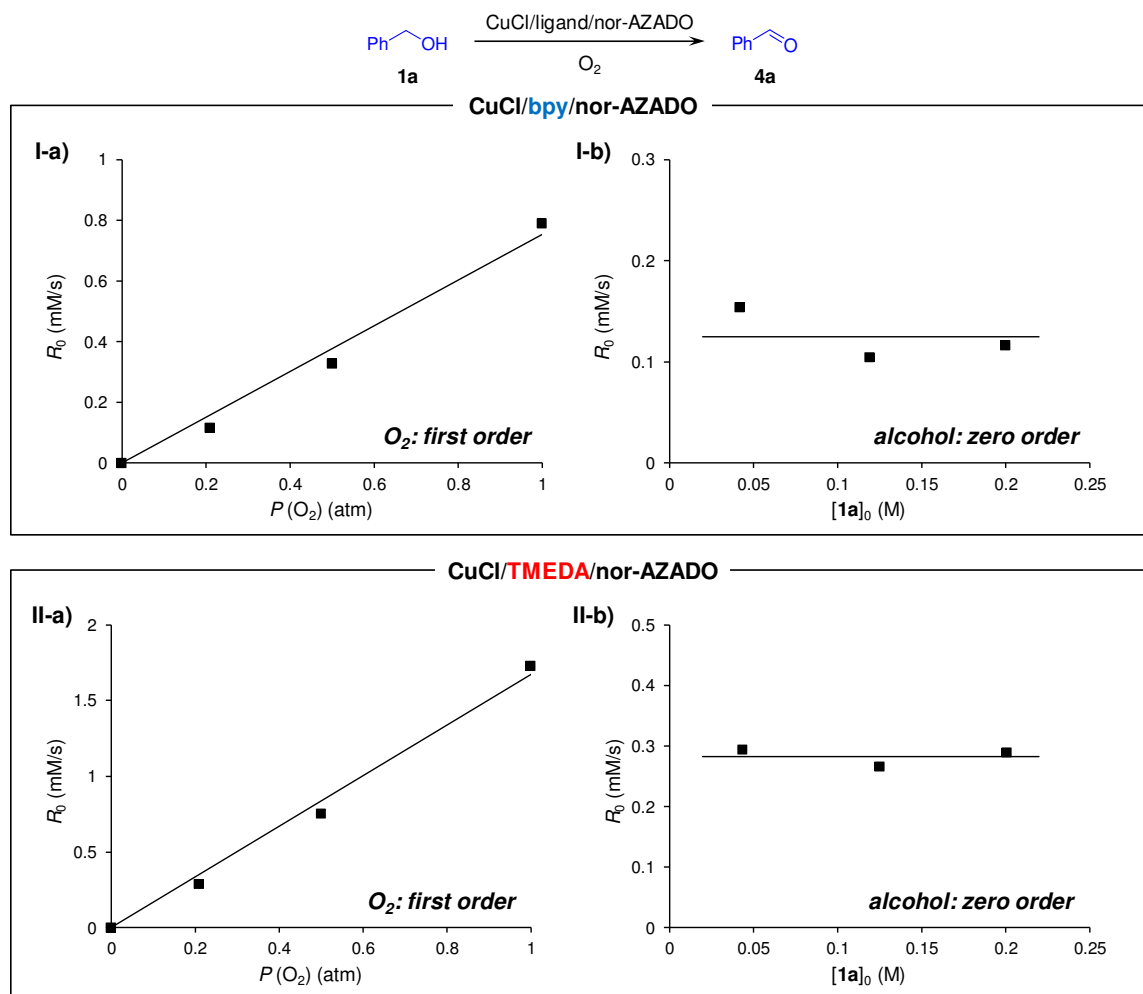 CuCl/ligand/nor-AZADO
Ph OH
O2
Ph O
1a
4a
CuCl/bpy/nor-AZADO
I-a)
1
0.8
0.6
0.4
0.2
0
R0 (mM/s)
O2: first order
0 0.2 0.4 0.6 0.8 1
P (O2) (atm)
I-b)
0.3
0.2
0.1
0
R0 (mM/s)
alcohol: zero order
0 0.05 0.1 0.15 0.2 0.25
[1a]0 (M)
CuCl/TMEDA/nor-AZADO
II-a)
2
1.5
1
0.5
0
R0 (mM/s)
O2: first order
0 0.2 0.4 0.6 0.8 1
P (O2) (atm)
II-b)
0.5
0.4
0.3
0.2
0.1
0
R0 (mM/s)
alcohol: zero order
0 0.05 0.1 0.15 0.2 0.25
[1a]0 (M)